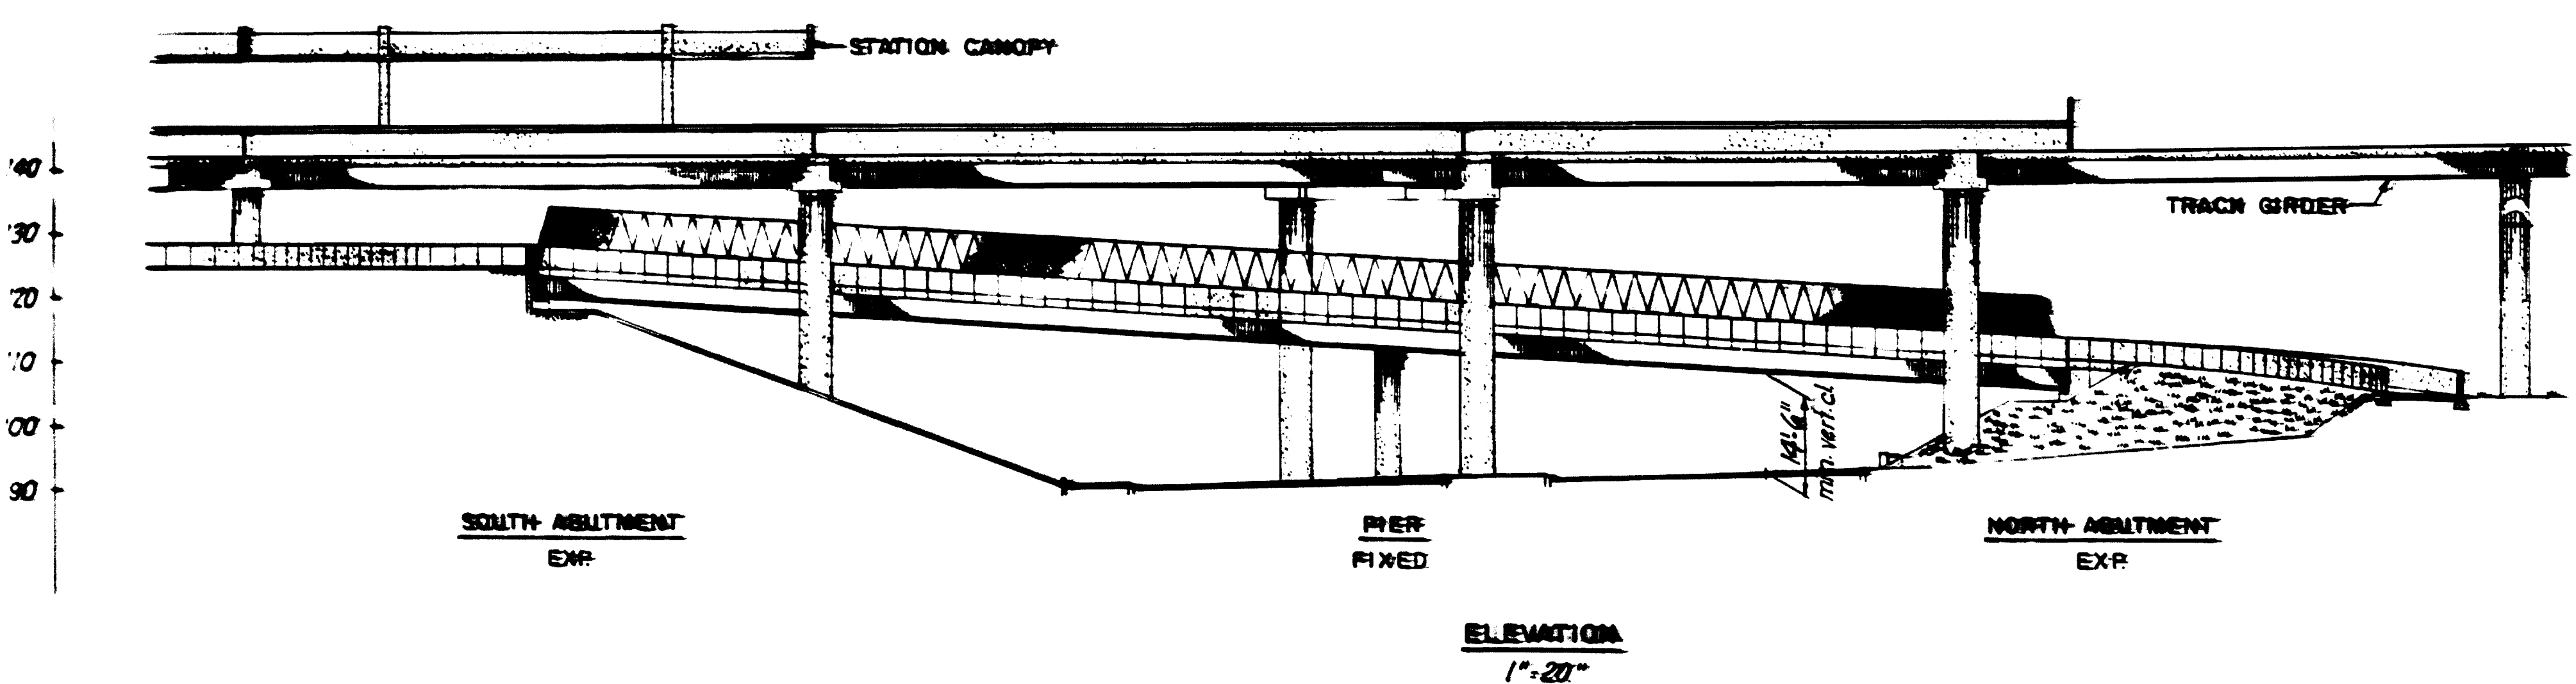 STATION CANOPY
140
TRACK GIRDER
130
120
110
100
14'-6"
min. vert. cl.
90
SOUTH ABUTMENT
EXP.
PIER
FIXED
NORTH ABUTMENT
EXP.
ELEVATION
1"=20"